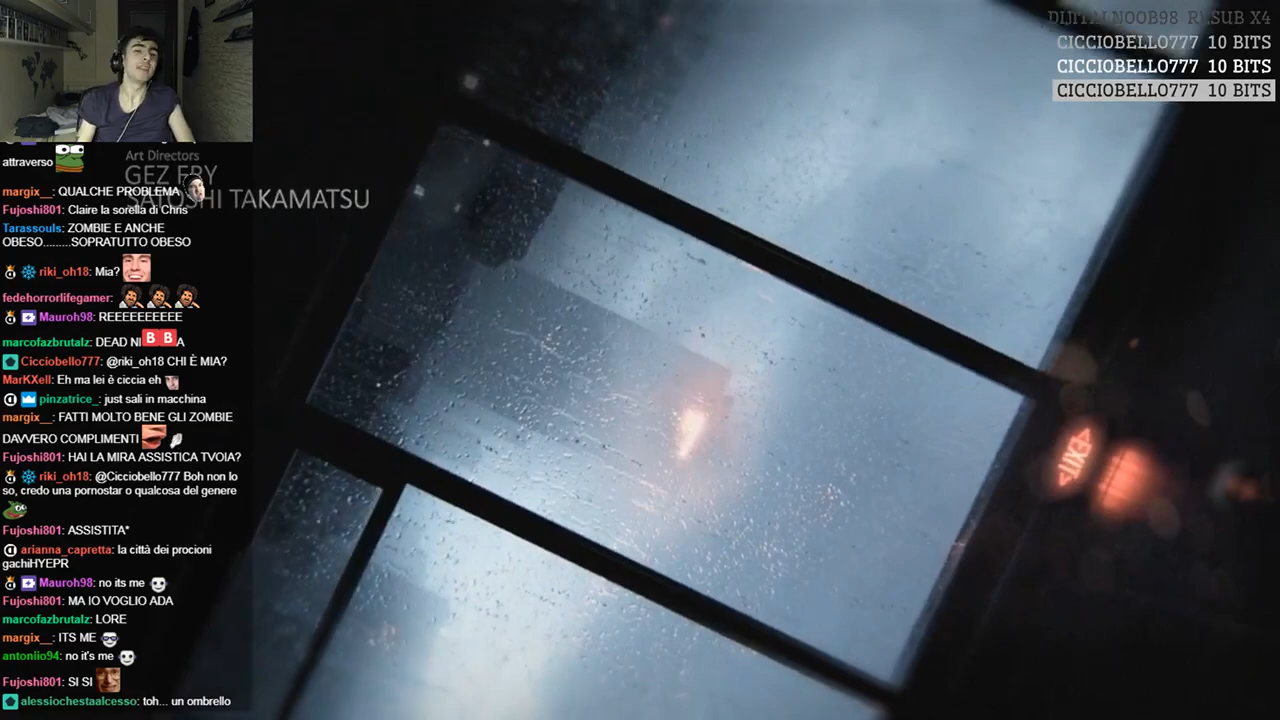 DIJITALNOOB98 RESUB X4
CICCIOBELLO777 10 BITS
CICCIOBELLO777 10 BITS
CICCIOBELLO777 10 BITS
Art Directors
GEZ FRY
SATOSHI TAKAMATSU
attraverso
margix__: QUALCHE PROBLEMA
Fujoshi801: Claire la sorella di Chris
Tarassouls: ZOMBIE E ANCHE
OBESO.........SOPRATUTTO OBESO
riki_oh18: Mia?
fedehorrorlifegamer:
Mauroh98: REEEEEEEEEE
marcofazbrutalz: DEAD NI B B A
Cicciobello777: @riki_oh18 CHI È MIA?
MarKXell: Eh ma lei è ciccia eh
pinzatrice_: just sali in macchina
margix__: FATTI MOLTO BENE GLI ZOMBIE
DAVVERO COMPLIMENTI
Fujoshi801: HAI LA MIRA ASSISTICA TVOIA?
riki_oh18: @Cicciobello777 Boh non lo
so, credo una pornostar o qualcosa del genere
Fujoshi801: ASSISTITA*
arianna_capretta: la città dei procioni
gachiHYEPR
Mauroh98: no its me
Fujoshi801: MA IO VOGLIO ADA
marcofazbrutalz: LORE
margix__: ITS ME
antoniio94: no it's me
Fujoshi801: SI SI
alessiochestaalcesso: toh... un ombrello
EXIT